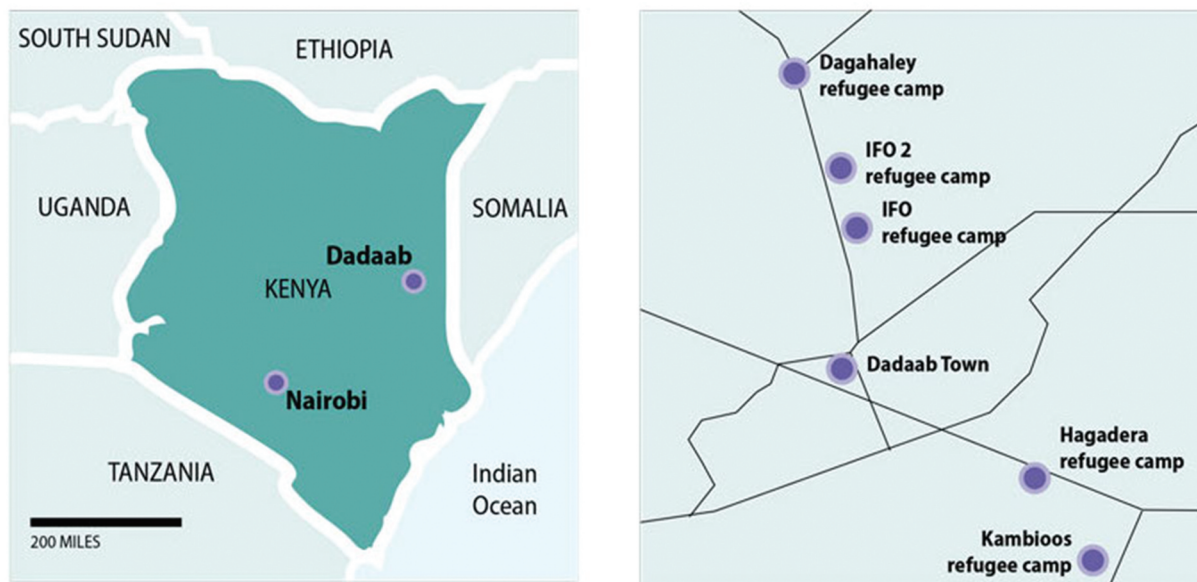 SOUTH SUDAN
ETHIOPIA
UGANDA
SOMALIA
Dadaab
KENYA
Nairobi
TANZANIA
Indian
Ocean
200 MILES
Dagahaley
refugee camp
IFO 2
refugee camp
IFO
refugee camp
Dadaab Town
Hagadera
refugee camp
Kambioos
refugee camp